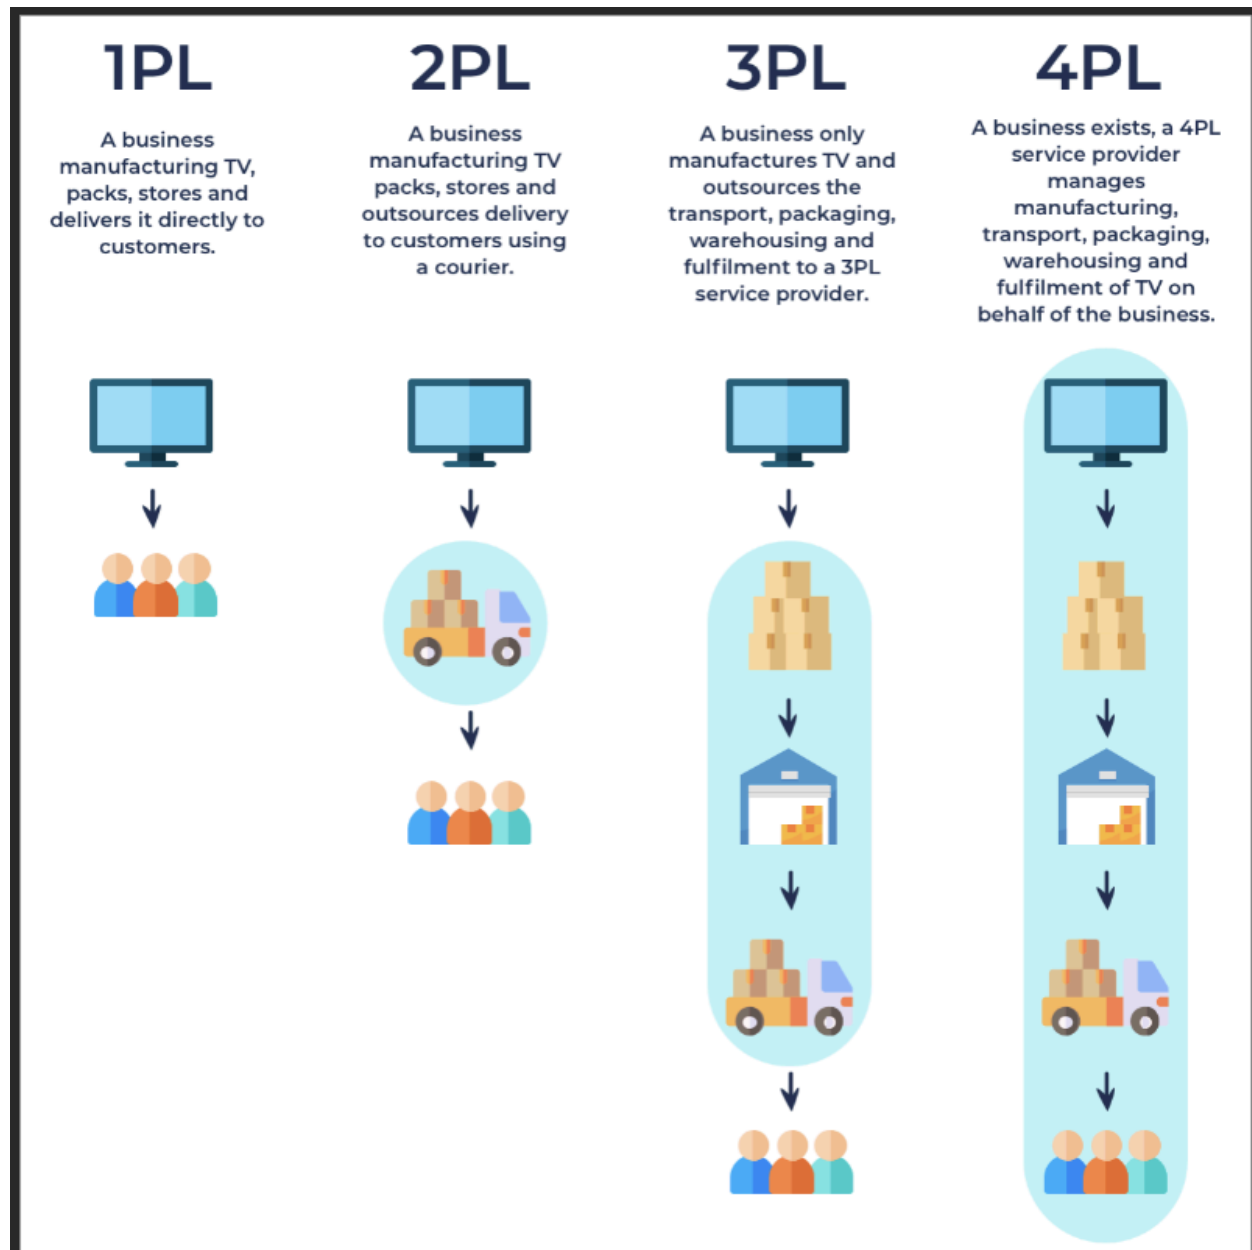 1PL
A business
manufacturing TV,
packs, stores and
delivers it directly to
customers.
2PL
A business
manufacturing TV
packs, stores and
outsources delivery
to customers using
a courier.
3PL
A business only
manufactures TV and
outsources the
transport, packaging,
warehousing and
fulfilment to a 3PL
service provider.
4PL
A business exists, a 4PL
service provider
manages
manufacturing,
transport, packaging,
warehousing and
fulfilment of TV on
behalf of the business.